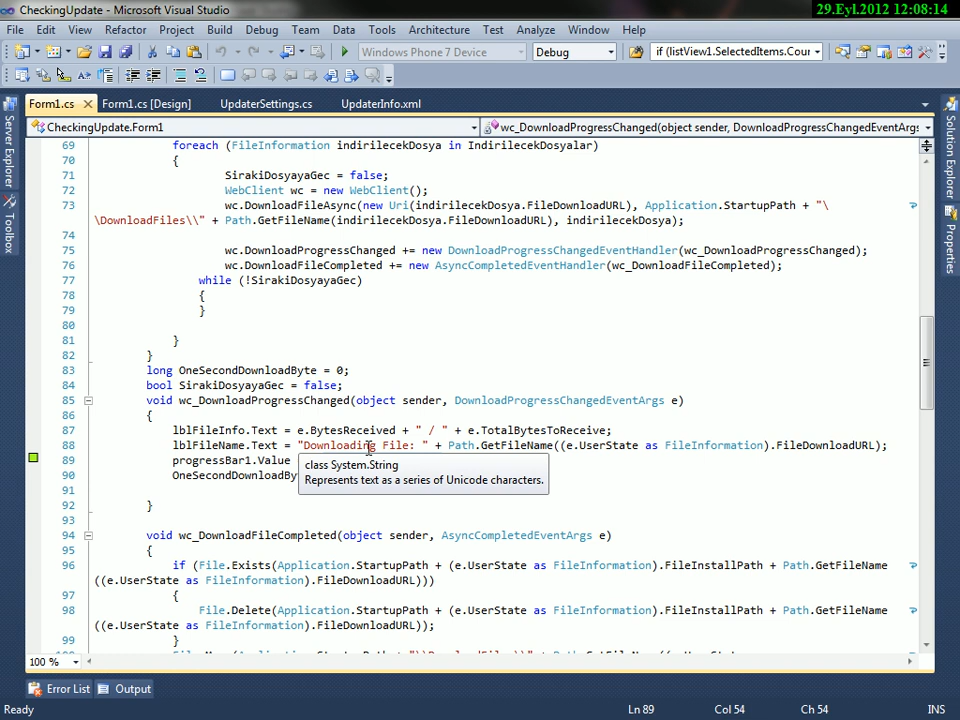 CheckingUpdate - Microsoft Visual Studio
29.Eyl.2012 12:08:14
File Edit View Refactor Project Build Debug Team Data Tools Architecture Test Analyze Window Help
Windows Phone 7 Device Debug if (listView1.SelectedItems.Cour
Form1.cs Form1.cs [Design] UpdaterSettings.cs UpdaterInfo.xml
CheckingUpdate.Form1 wc_DownloadProgressChanged(object sender, DownloadProgressChangedEventArgs
Server Explorer
Toolbox
Solution Explorer
Properties
69 foreach (FileInformation indirilecekDosya in IndirilecekDosyalar)
70 {
71 SirakiDosyayaGec = false;
72 WebClient wc = new WebClient();
73 wc.DownloadFileAsync(new Uri(indirilecekDosya.FileDownloadURL), Application.StartupPath + "\
\DownloadFiles\\" + Path.GetFileName(indirilecekDosya.FileDownloadURL), indirilecekDosya);
74
75 wc.DownloadProgressChanged += new DownloadProgressChangedEventHandler(wc_DownloadProgressChanged);
76 wc.DownloadFileCompleted += new AsyncCompletedEventHandler(wc_DownloadFileCompleted);
77 while (!SirakiDosyayaGec)
78 {
79 }
80
81 }
82 }
83 long OneSecondDownloadByte = 0;
84 bool SirakiDosyayaGec = false;
85 void wc_DownloadProgressChanged(object sender, DownloadProgressChangedEventArgs e)
86 {
87 lblFileInfo.Text = e.BytesReceived + " / " + e.TotalBytesToReceive;
88 lblFileName.Text = "Downloading File: " + Path.GetFileName((e.UserState as FileInformation).FileDownloadURL);
89 progressBar1.Value
90 OneSecondDownloadBy
class System.String
Represents text as a series of Unicode characters.
91
92 }
93
94 void wc_DownloadFileCompleted(object sender, AsyncCompletedEventArgs e)
95 {
96 if (File.Exists(Application.StartupPath + (e.UserState as FileInformation).FileInstallPath + Path.GetFileName
((e.UserState as FileInformation).FileDownloadURL)))
97 {
98 File.Delete(Application.StartupPath + (e.UserState as FileInformation).FileInstallPath + Path.GetFileName
((e.UserState as FileInformation).FileDownloadURL));
99 }
100 %
Error List Output
Ready Ln 89 Col 54 Ch 54 INS